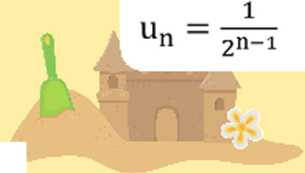 uₙ = 1/2ⁿ⁻¹